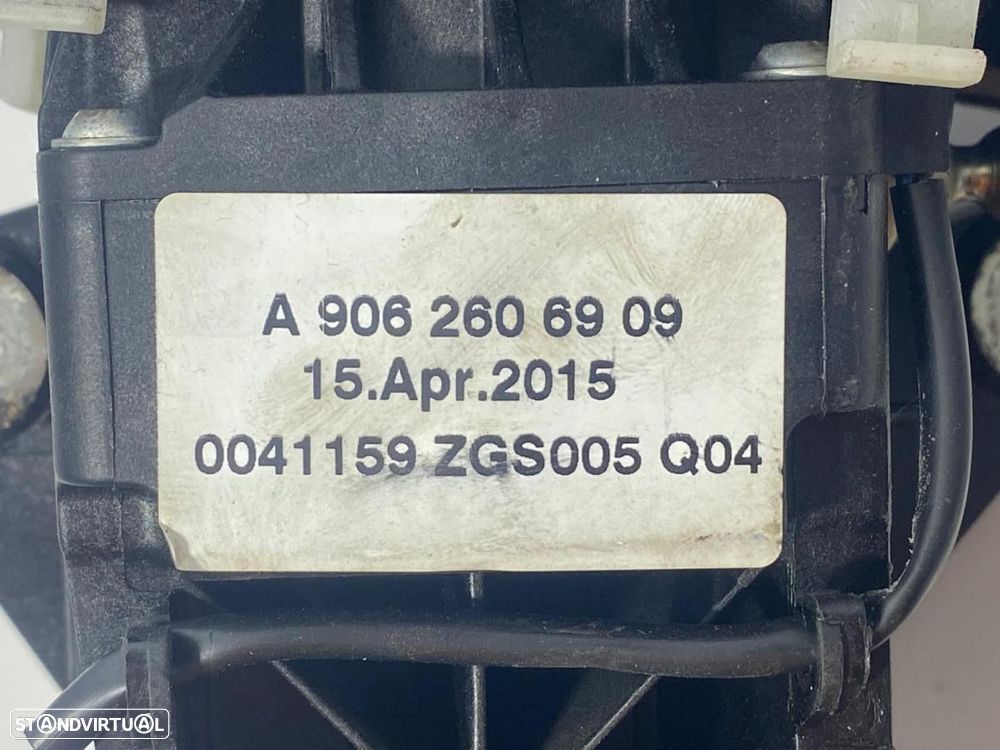 A 906 260 69 09
15.Apr.2015
0041159 ZGS005 Q04
STANDVIRTUAL